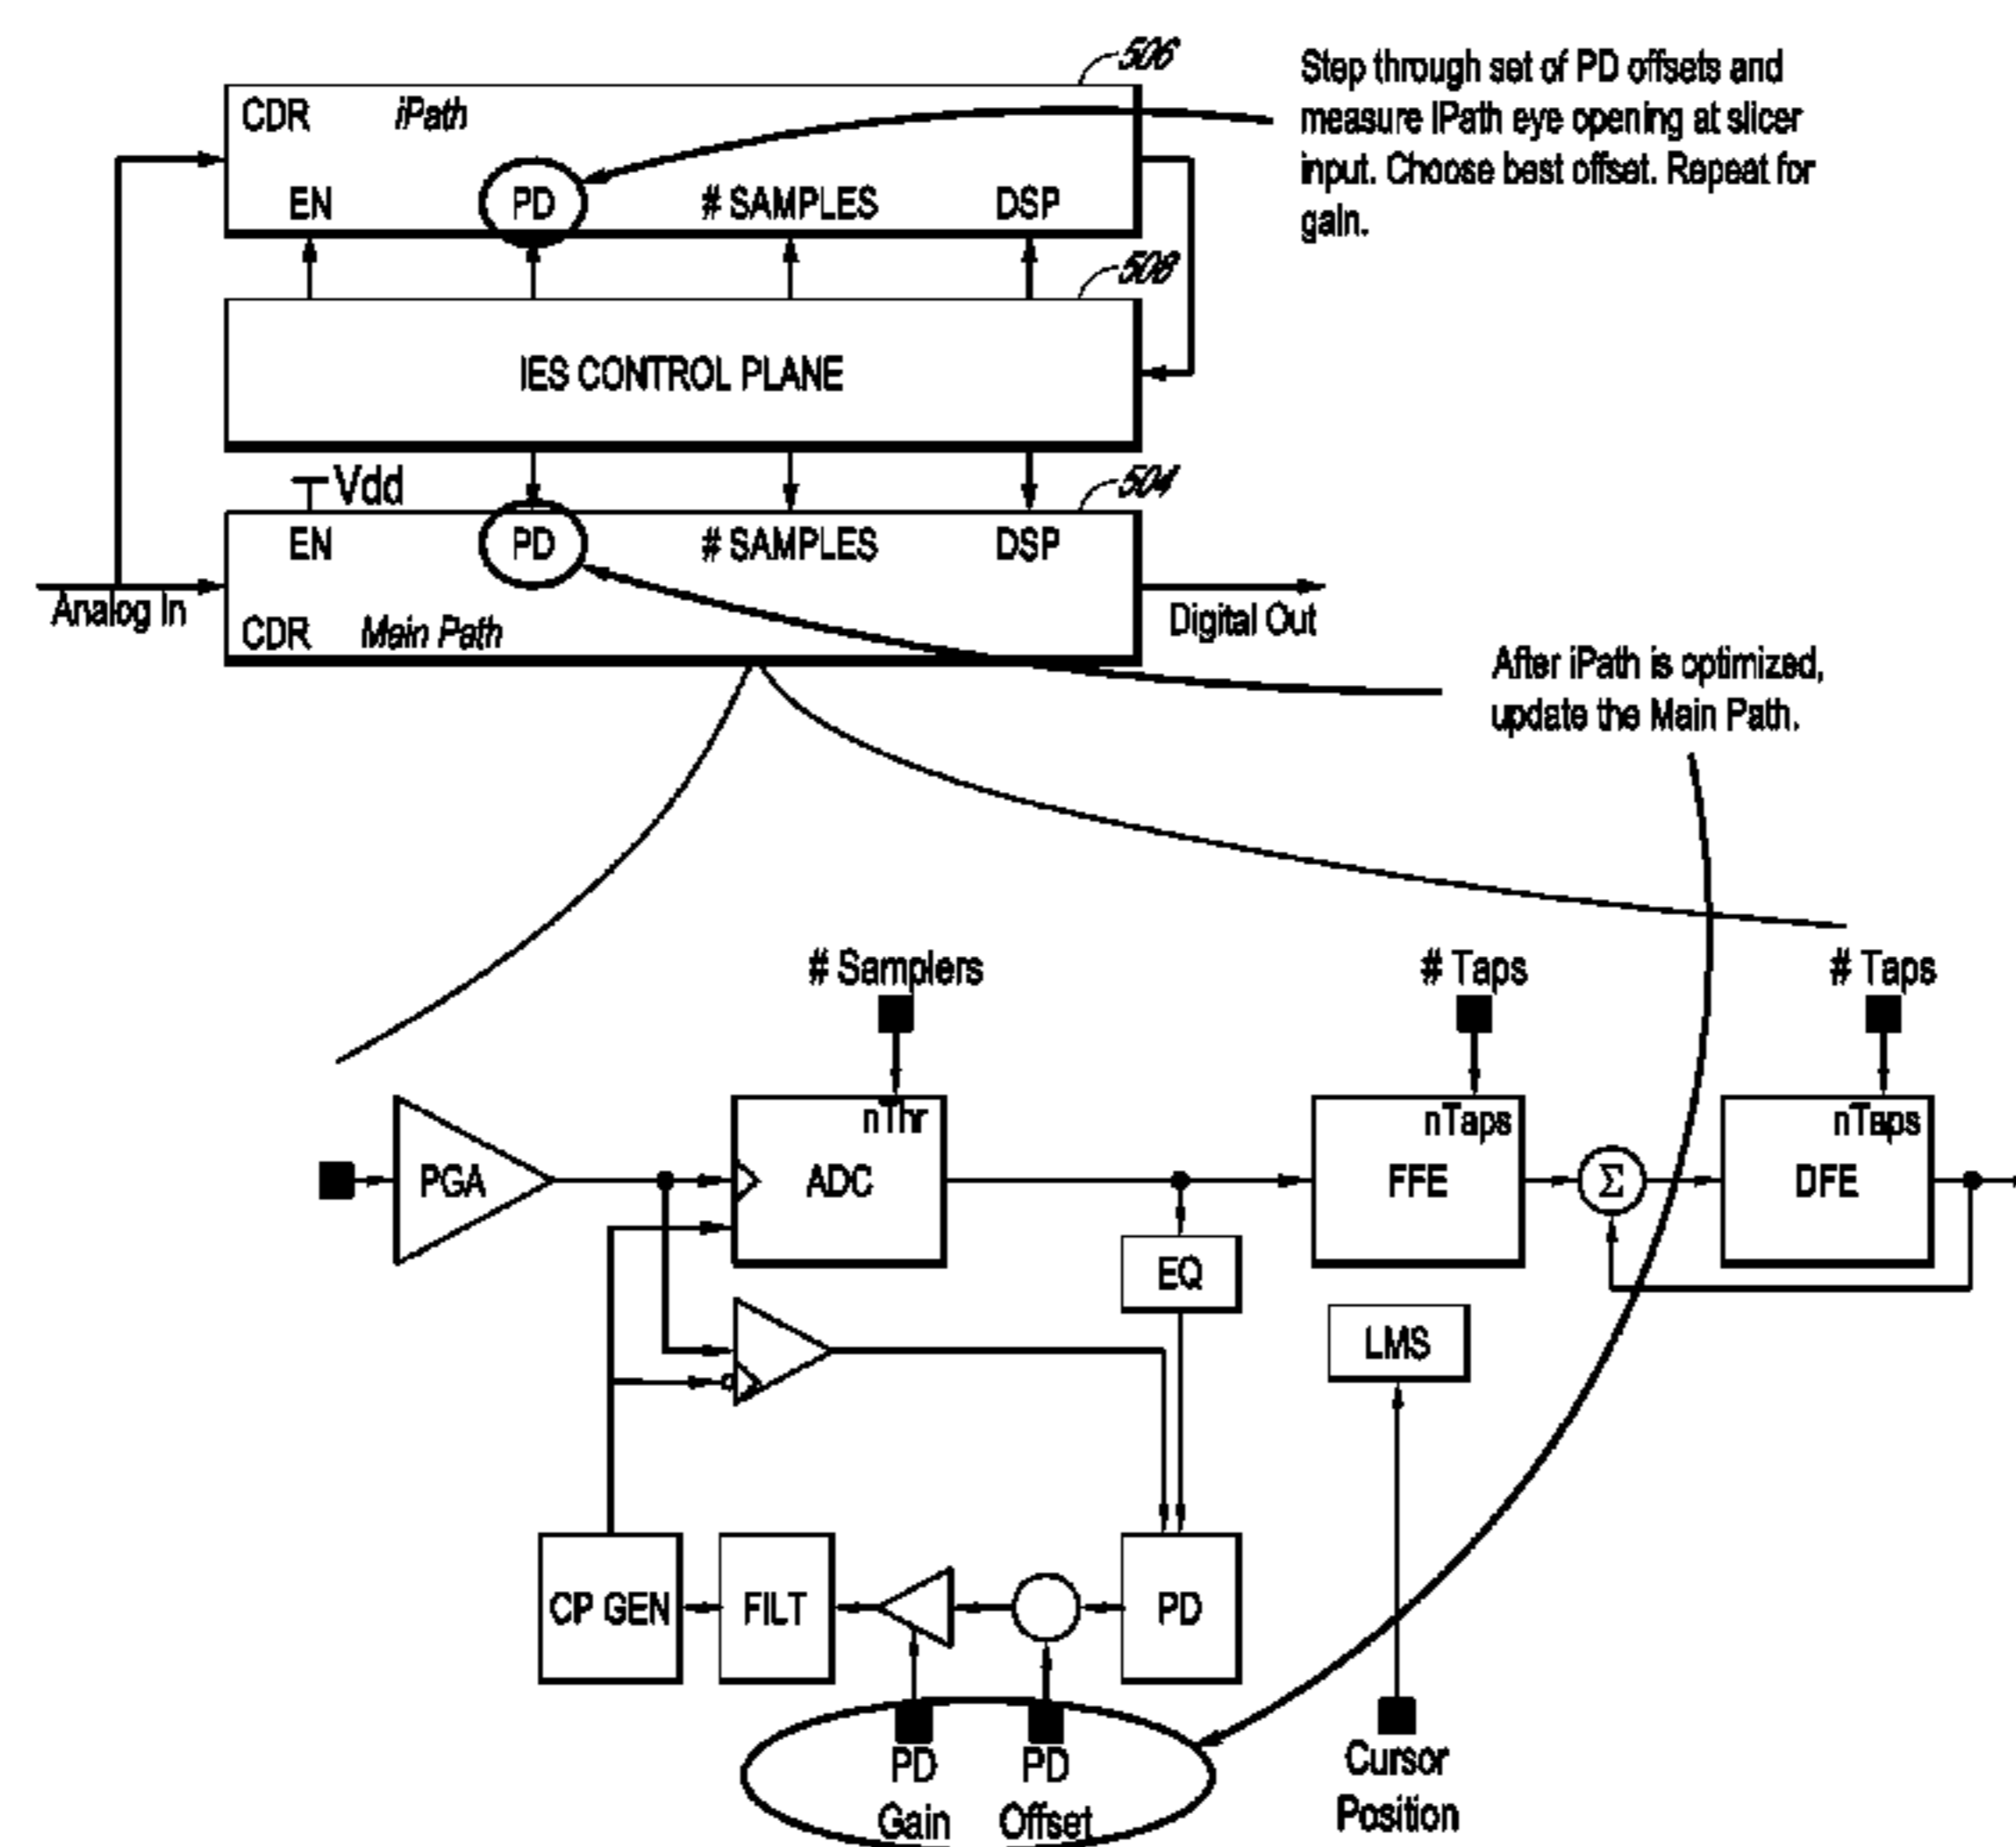 506
Step through set of PD offsets and
measure IPath eye opening at slicer
input. Choose best offset. Repeat for
gain.
CDR iPath
EN PD # SAMPLES DSP
508
IES CONTROL PLANE
Vdd
504
EN PD # SAMPLES DSP
Analog In
CDR Main Path
Digital Out
After iPath is optimized,
update the Main Path.
# Samplers
# Taps
# Taps
nThr
nTaps
nTaps
PGA
ADC
FFE
Σ
DFE
EQ
LMS
CP GEN
FILT
PD
PD
Gain
PD
Offset
Cursor
Position